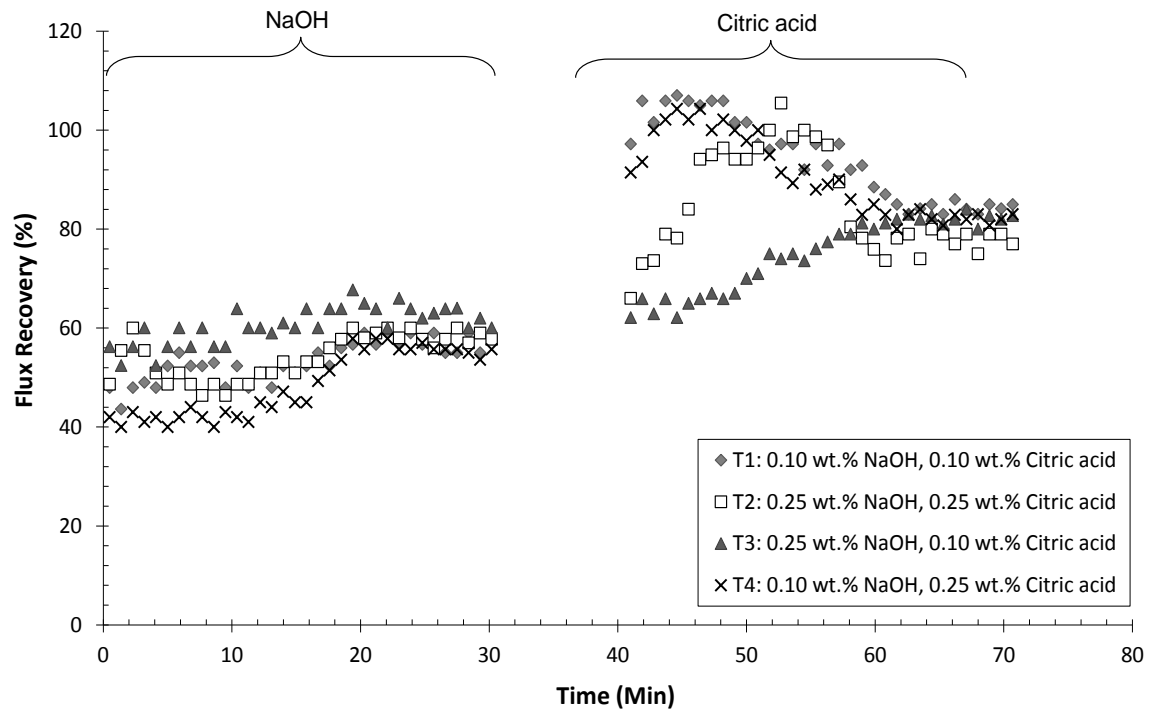 NaOH
Citric acid
120
100
80
60
40
20
0
Flux Recovery (%)
T1: 0.10 wt.% NaOH, 0.10 wt.% Citric acid
T2: 0.25 wt.% NaOH, 0.25 wt.% Citric acid
T3: 0.25 wt.% NaOH, 0.10 wt.% Citric acid
T4: 0.10 wt.% NaOH, 0.25 wt.% Citric acid
0 10 20 30 40 50 60 70 80
Time (Min)